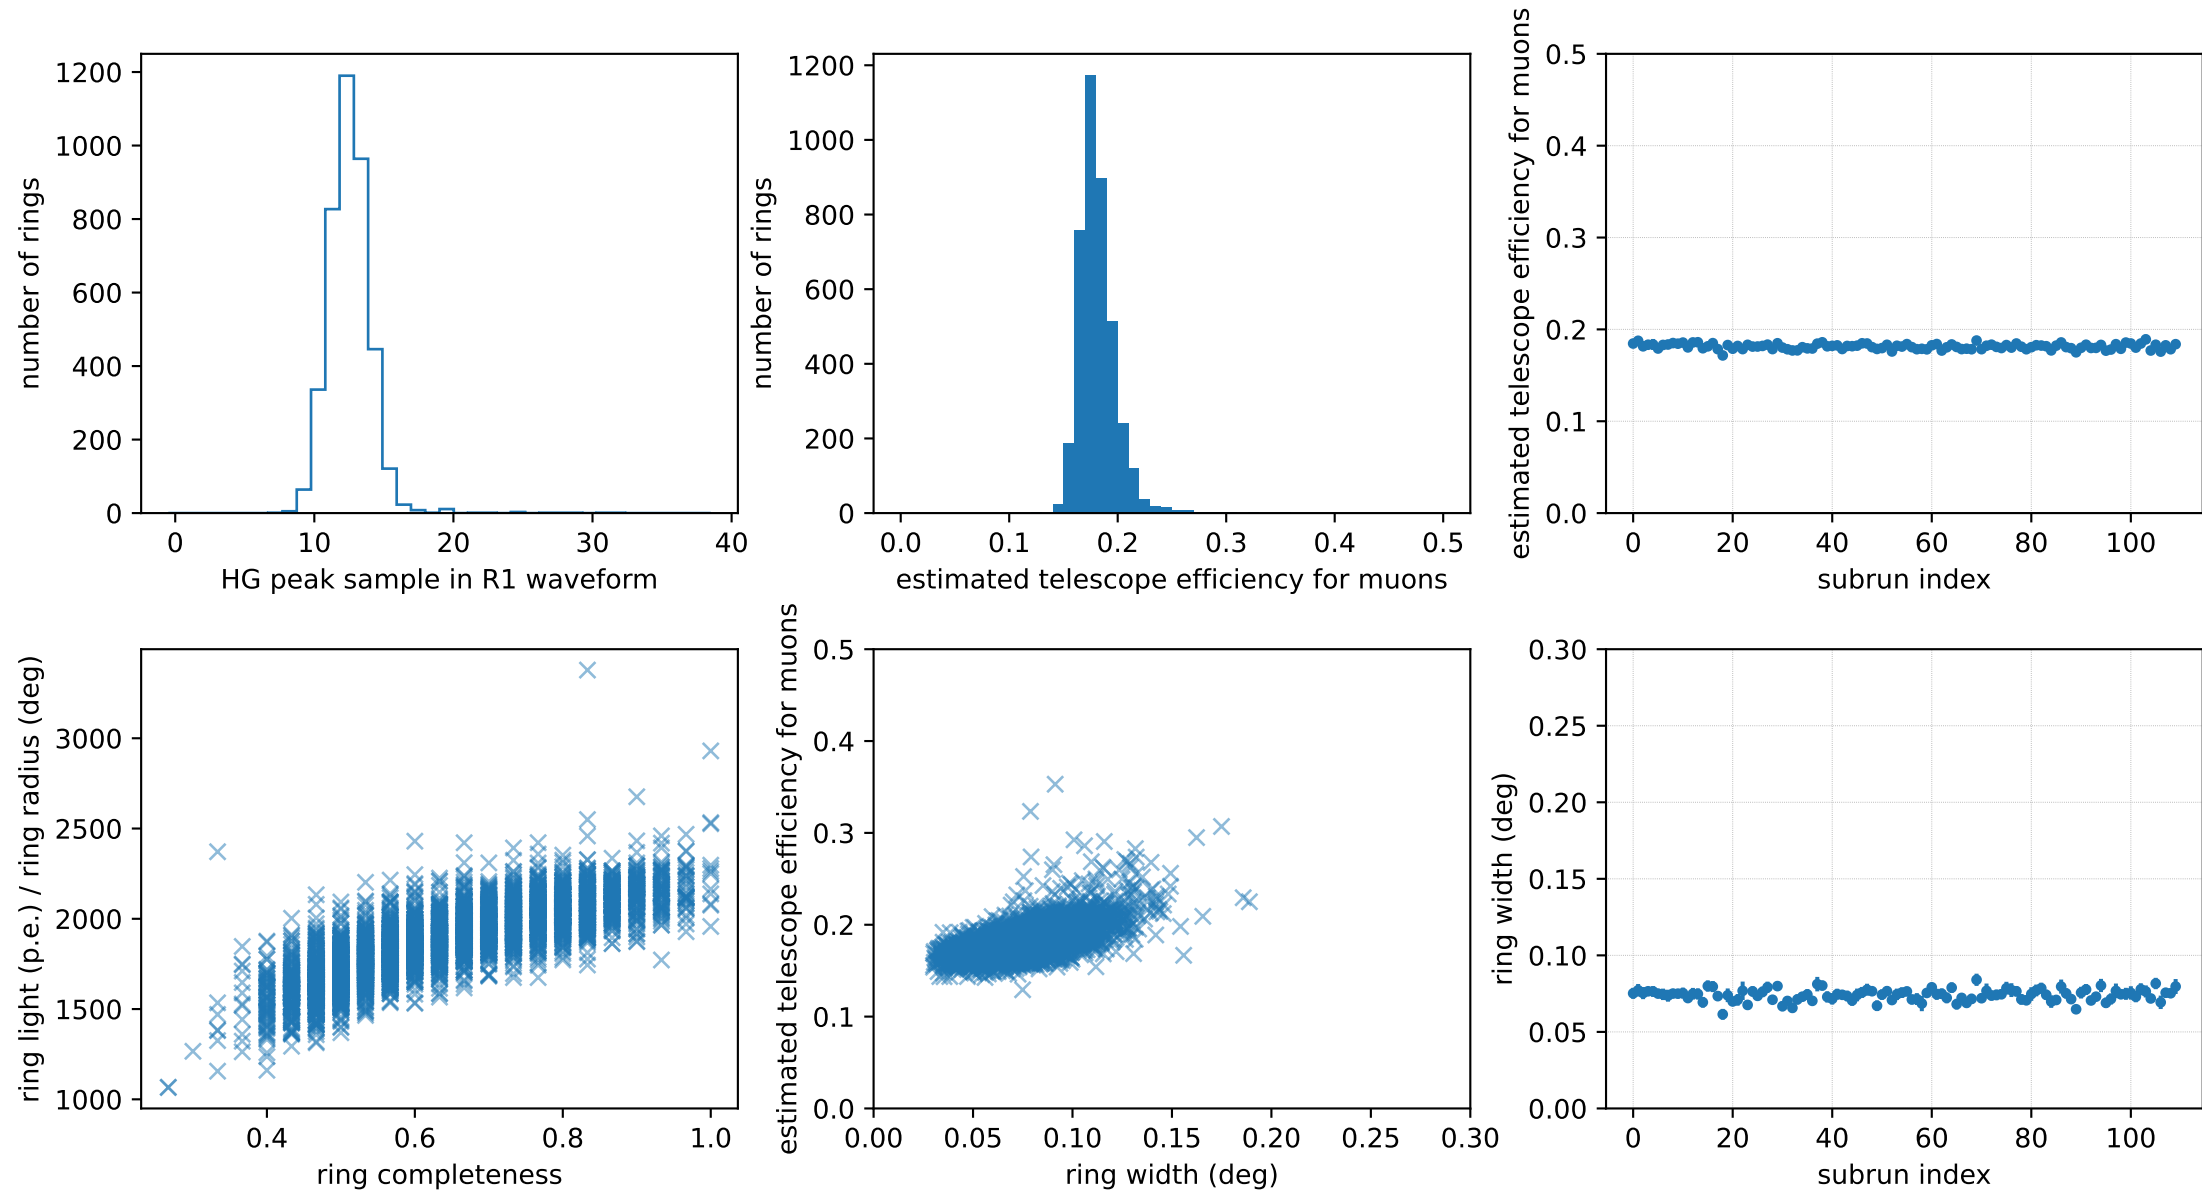 number of rings
1200
1000
800
600
400
200
0
0 10 20 30 40
HG peak sample in R1 waveform
number of rings
1200
1000
800
600
400
200
0
0.0 0.1 0.2 0.3 0.4 0.5
estimated telescope efficiency for muons
estimated telescope efficiency for muons
0.5
0.4
0.3
0.2
0.1
0.0
0 20 40 60 80 100
subrun index
ring light (p.e.) / ring radius (deg)
3000
2500
2000
1500
1000
0.4 0.6 0.8 1.0
ring completeness
estimated telescope efficiency for muons
0.5
0.4
0.3
0.2
0.1
0.0
0.00 0.05 0.10 0.15 0.20 0.25 0.30
ring width (deg)
ring width (deg)
0.30
0.25
0.20
0.15
0.10
0.05
0.00
0 20 40 60 80 100
subrun index